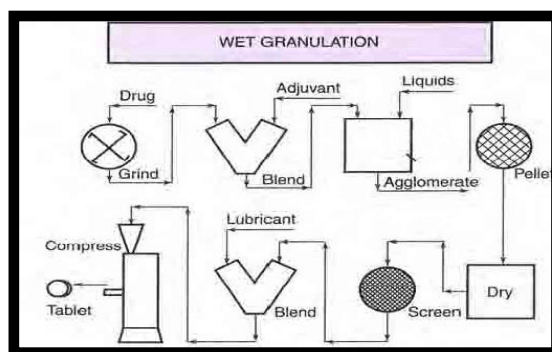 WET GRANULATION
Drug
Adjuvant
Liquids
Grind
Blend
Agglomerate
Pellet
Lubricant
Compress
Tablet
Blend
Screen
Dry